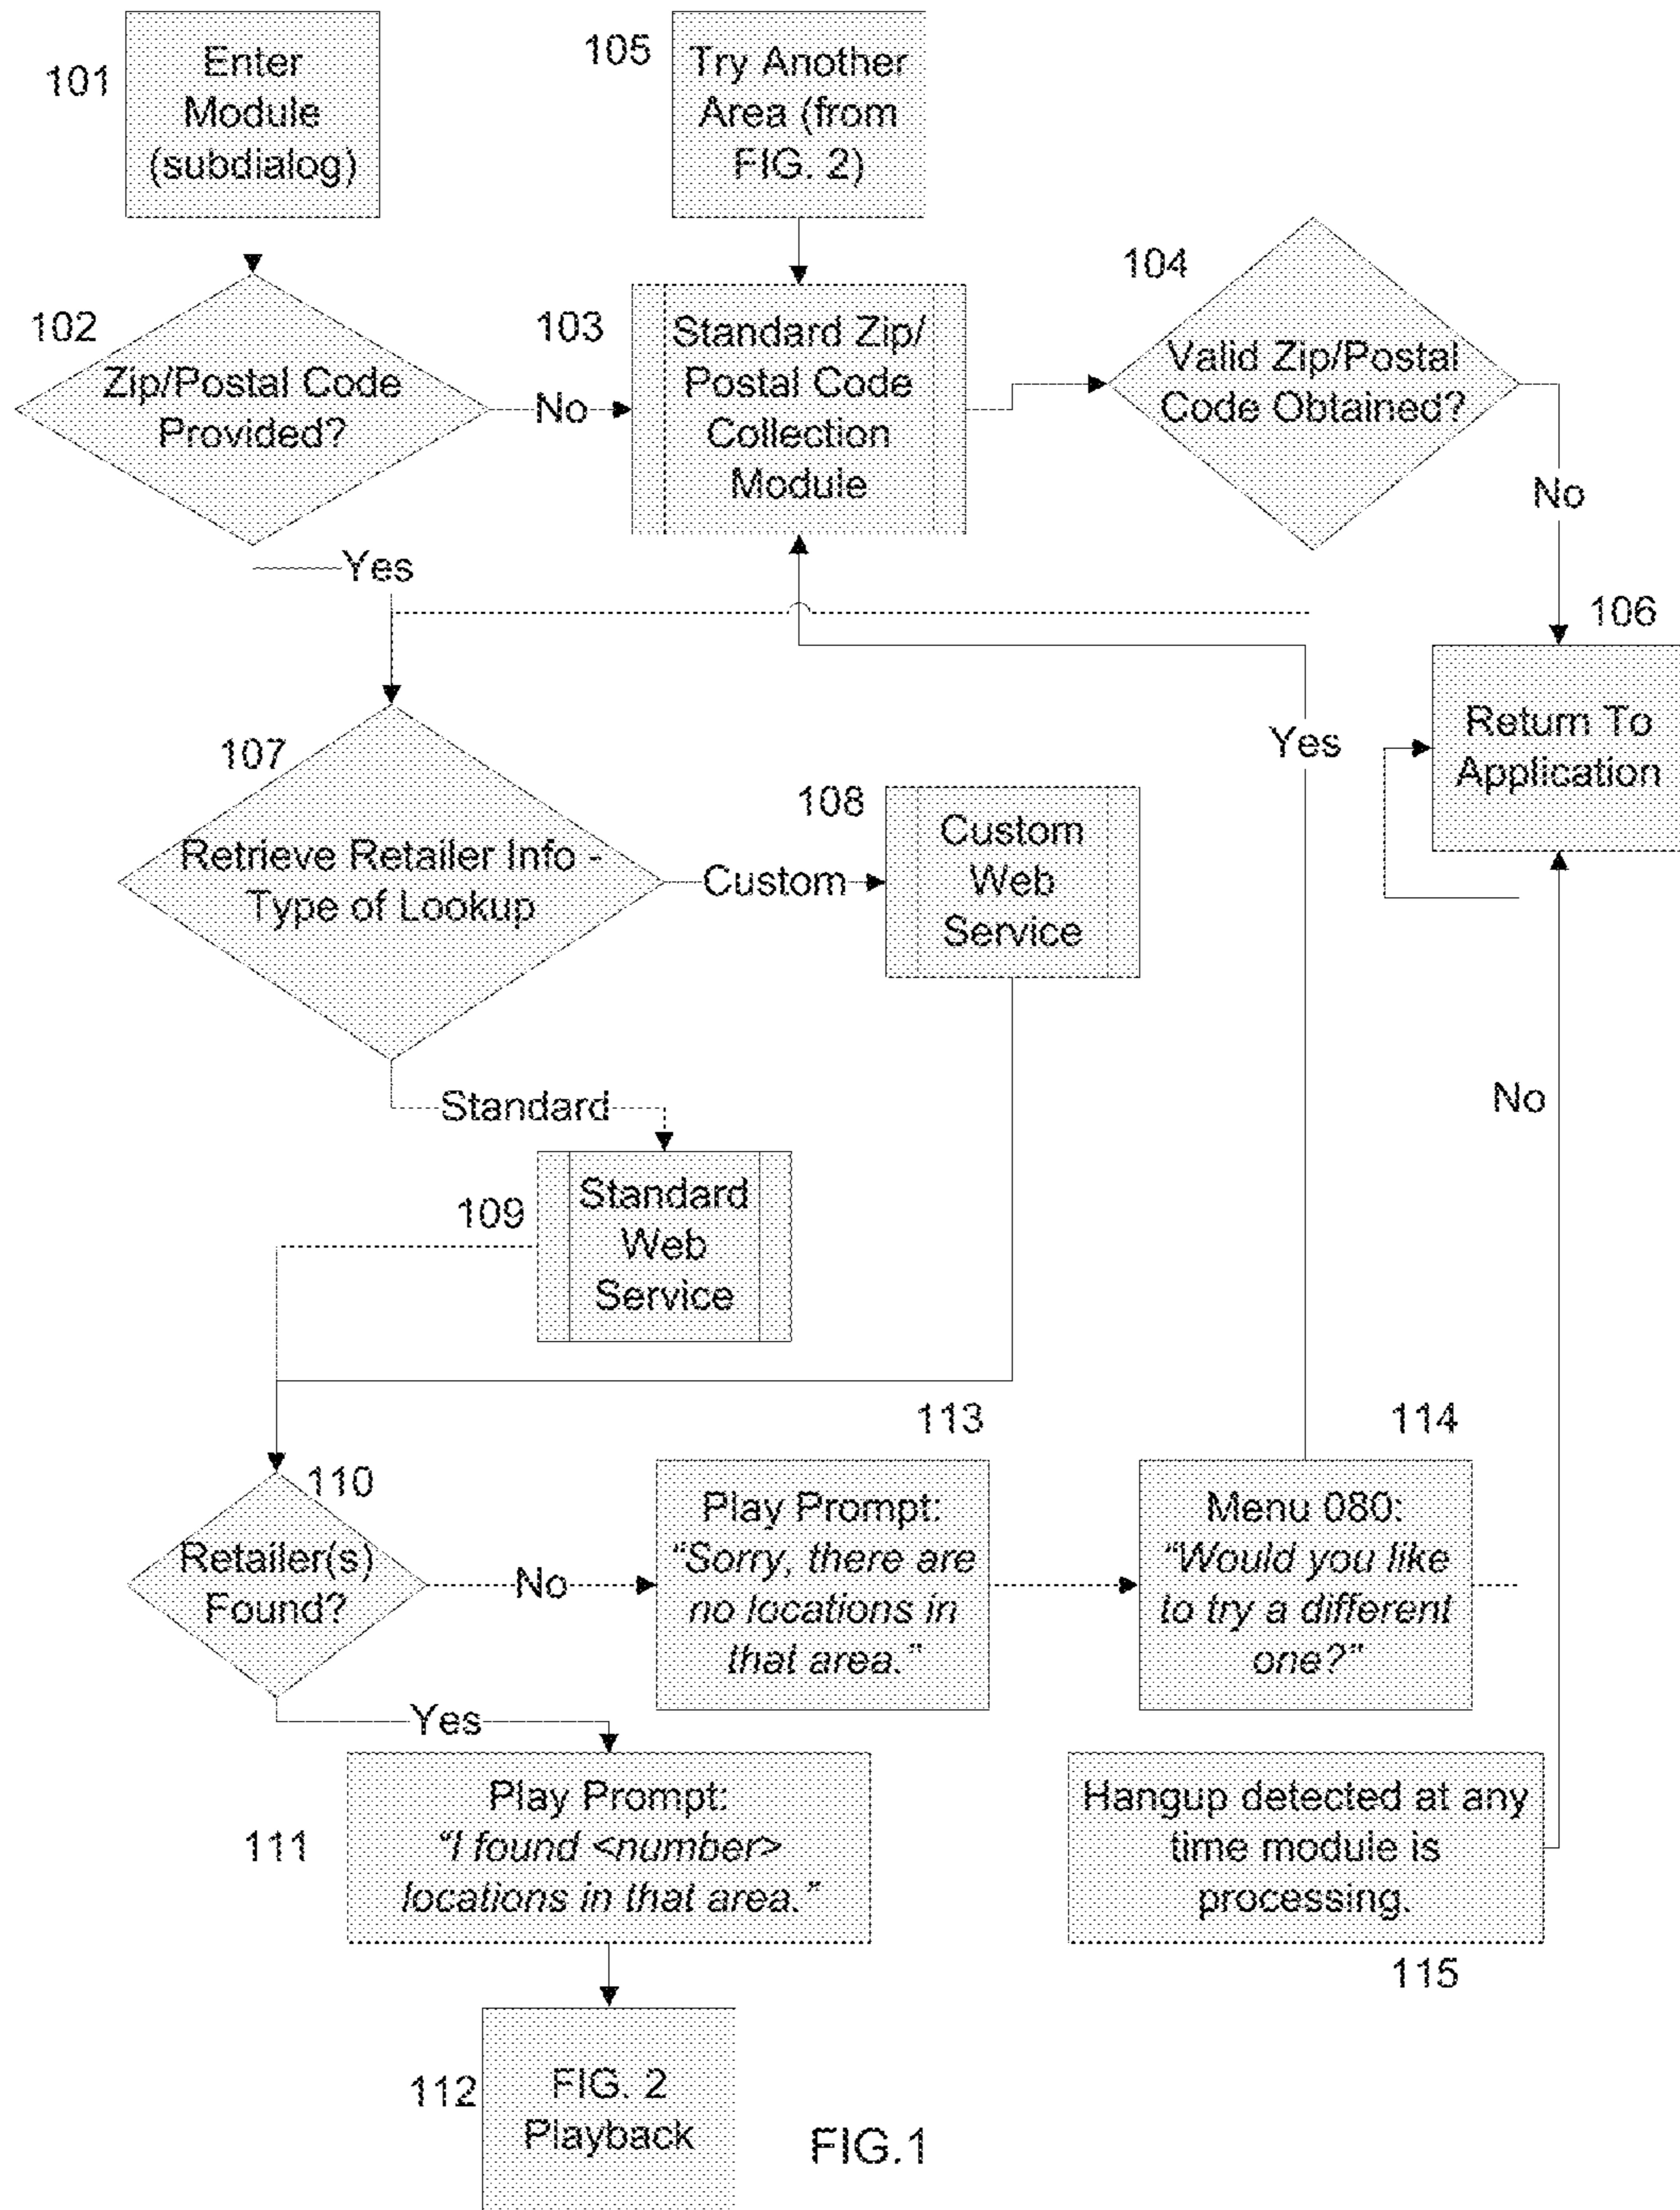 101
Enter
Module
(subdialog)
105
Try Another
Area (from
FIG. 2)
102
Zip/Postal Code
Provided?
No
103
Standard Zip/
Postal Code
Collection
Module
104
Valid Zip/Postal
Code Obtained?
No
Yes
106
Return To
Application
107
Retrieve Retailer Info -
Type of Lookup
Custom
108
Custom
Web
Service
Yes
Standard
109
Standard
Web
Service
No
110
Retailer(s)
Found?
No
113
Play Prompt:
“Sorry, there are
no locations in
that area.”
114
Menu 080:
“Would you like
to try a different
one?”
Yes
111
Play Prompt:
“I found <number>
locations in that area.”
Hangup detected at any
time module is
processing.
115
112
FIG. 2
Playback
FIG.1